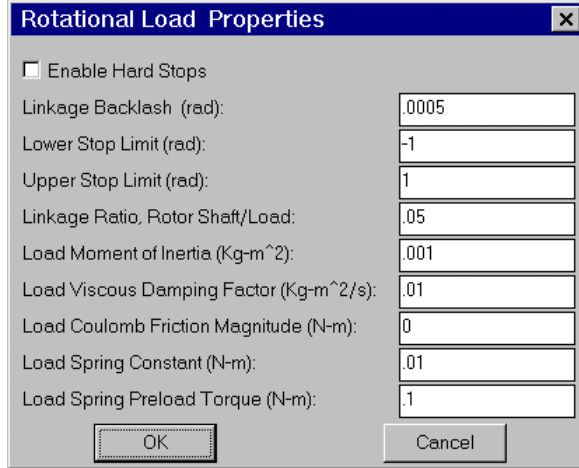 Rotational Load  Properties
Enable Hard Stops
Linkage Backlash  (rad): .0005
Lower Stop Limit (rad): -1
Upper Stop Limit (rad): 1
Linkage Ratio, Rotor Shaft/Load: .05
Load Moment of Inertia (Kg-m^2): .001
Load Viscous Damping Factor (Kg-m^2/s): .01
Load Coulomb Friction Magnitude (N-m): 0
Load Spring Constant (N-m): .01
Load Spring Preload Torque (N-m): .1
OK Cancel